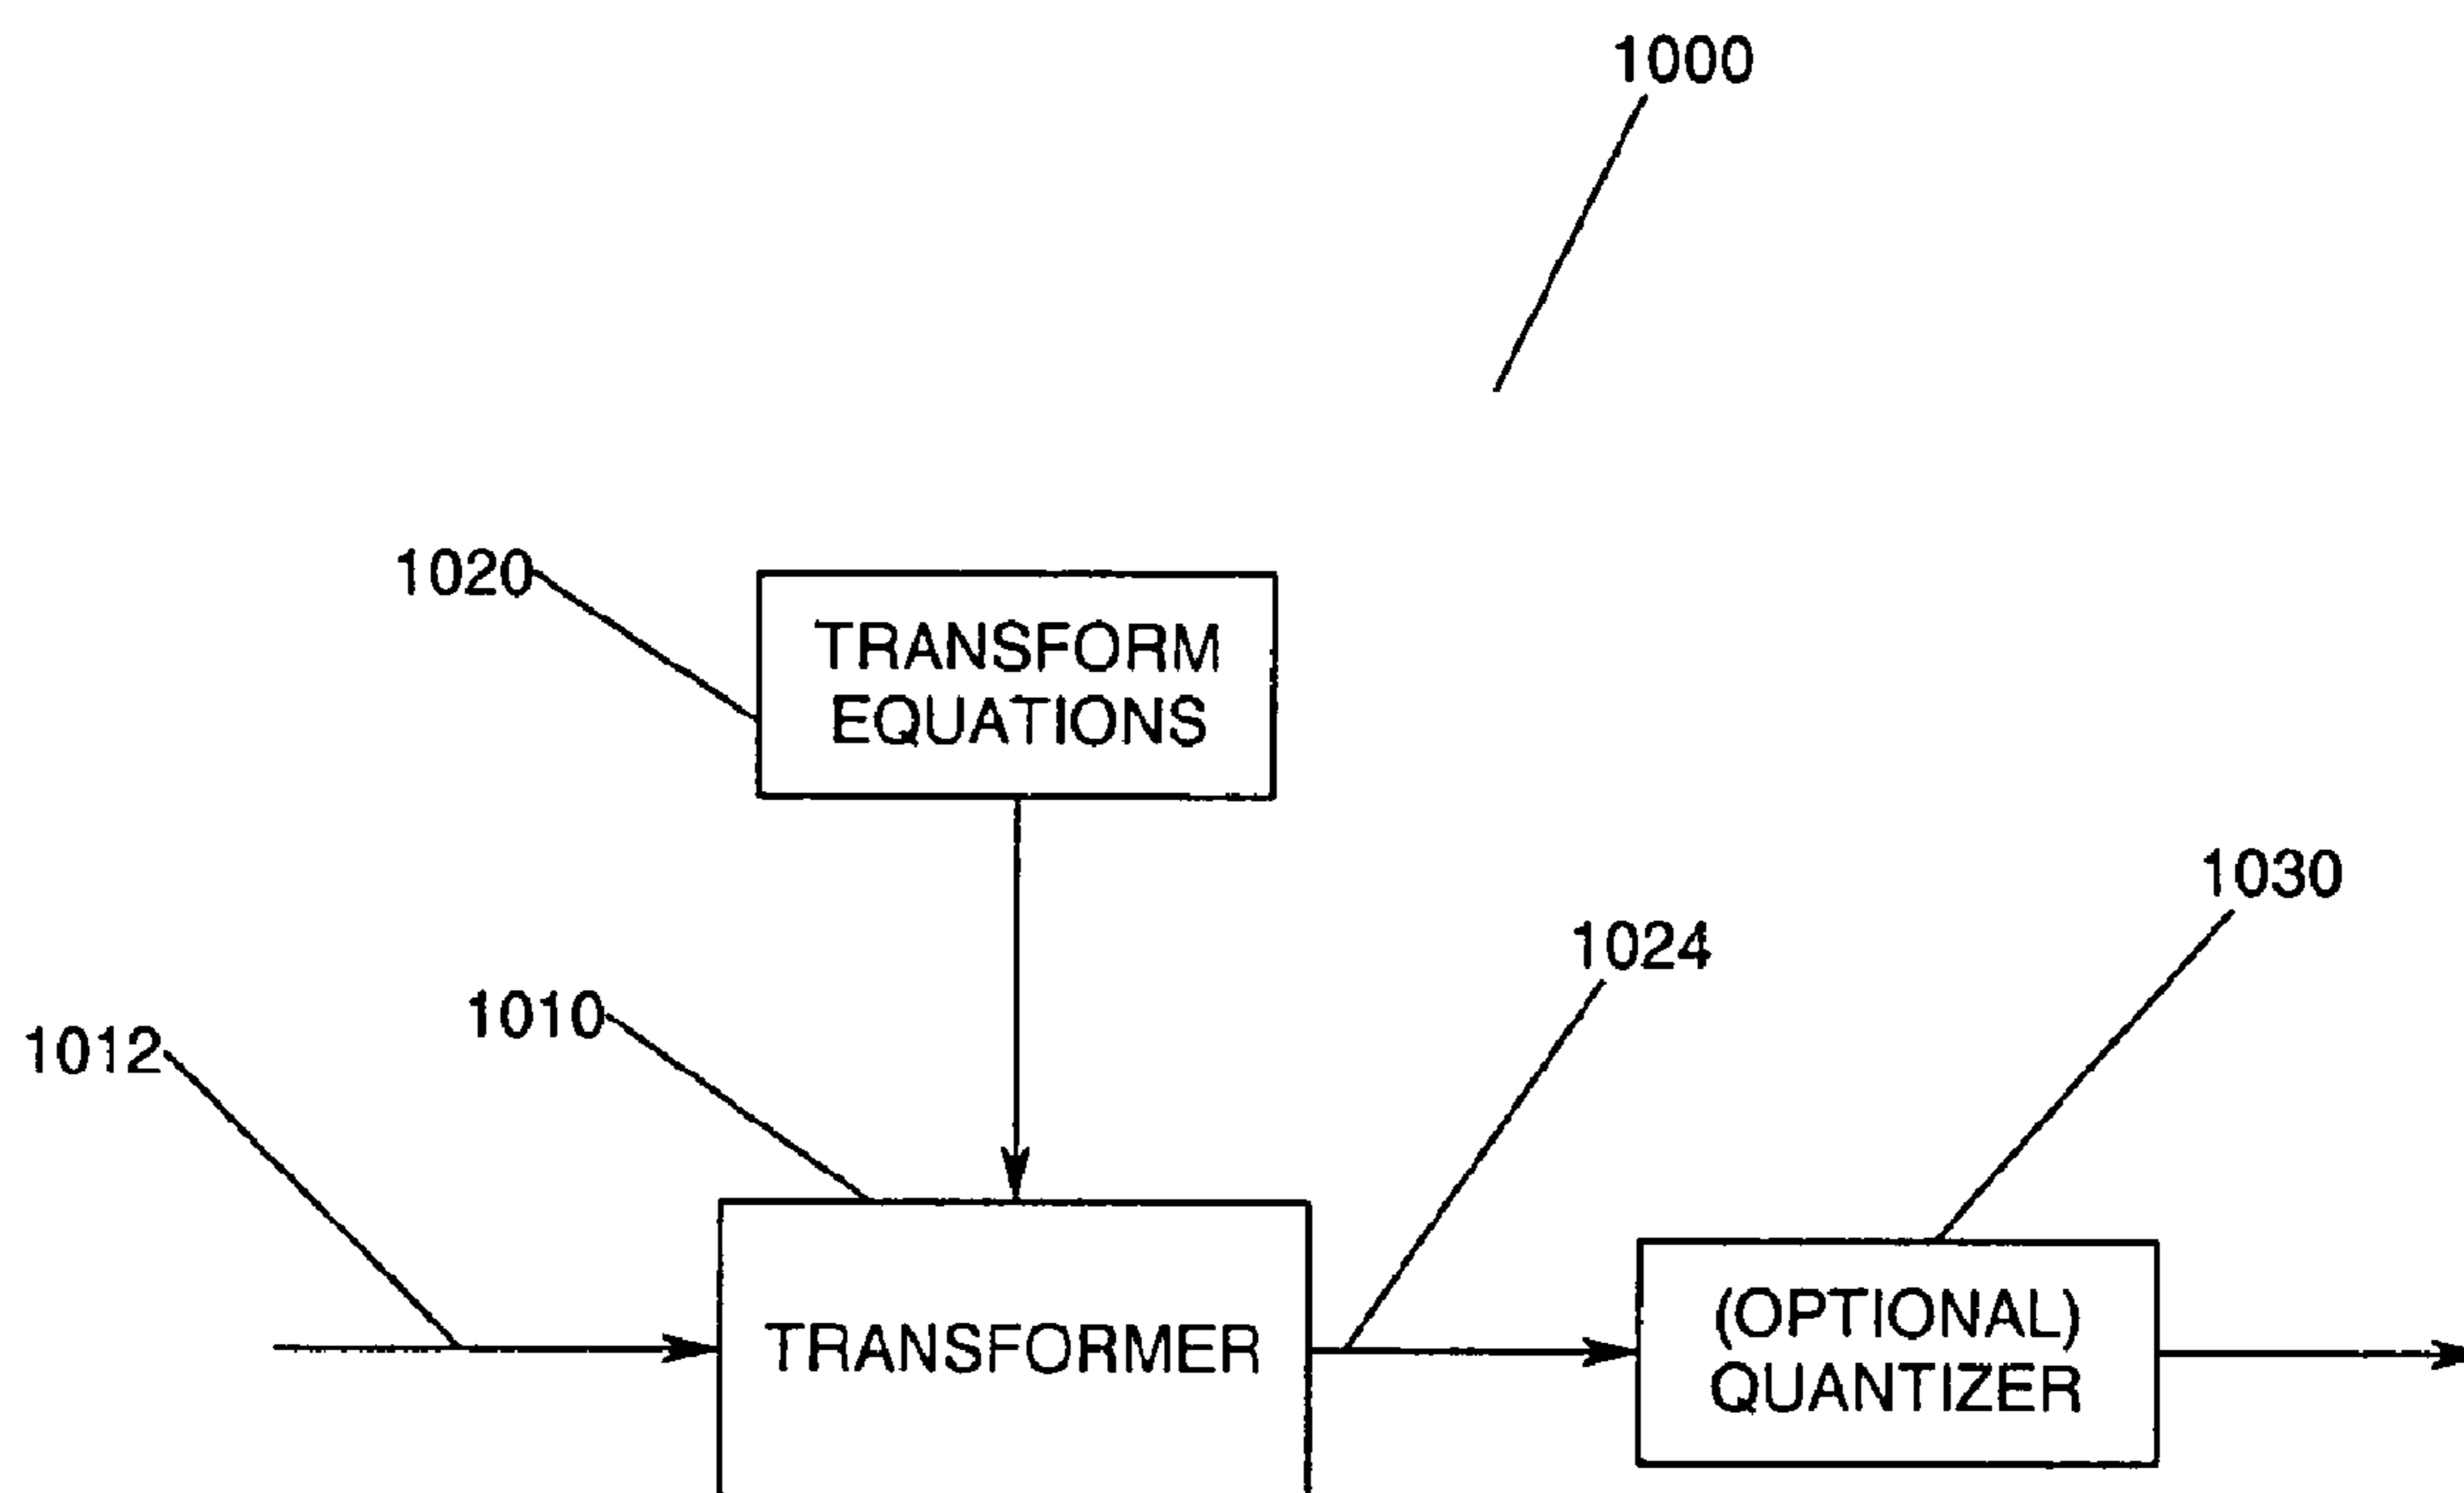 1000
1020
TRANSFORM
EQUATIONS
1030
1024
1010
1012
TRANSFORMER
(OPTIONAL)
QUANTIZER